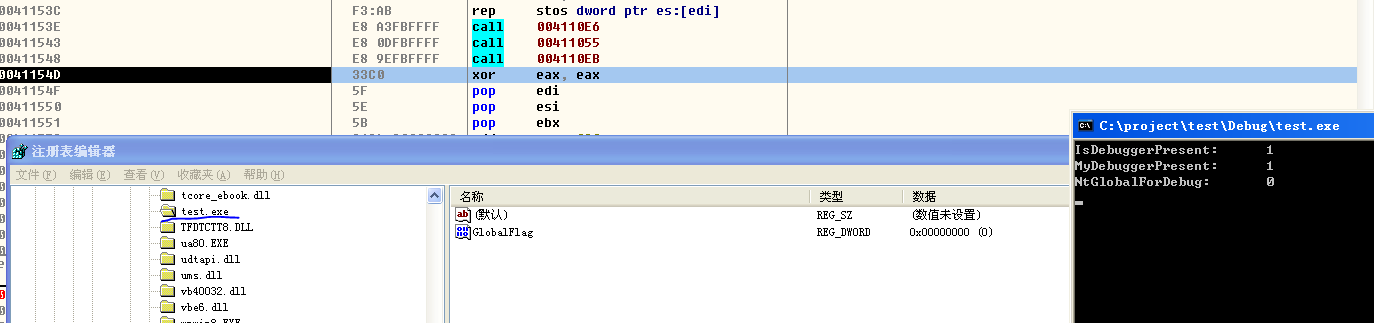 0041153C F3:AB rep stos dword ptr es:[edi]
0041153E E8 A3FBFFFF call 004110E6
00411543 E8 0DFBFFFF call 00411055
00411548 E8 9EFBFFFF call 004110EB
0041154D 33C0 xor eax, eax
0041154F 5F pop edi
00411550 5E pop esi
00411551 5B pop ebx
C:\project\test\Debug\test.exe
IsDebuggerPresent: 1
MyDebuggerPresent: 1
NtGlobalForDebug: 0
注册表编辑器
文件(F) 编辑(E) 查看(V) 收藏夹(A) 帮助(H)
tcore_ebook.dll
test.exe
TFDTCTT8.DLL
ua80.EXE
udtapi.dll
ums.dll
vb40032.dll
vbe6.dll
名称 类型 数据
(默认) REG_SZ (数值未设置)
GlobalFlag REG_DWORD 0x00000000 (0)